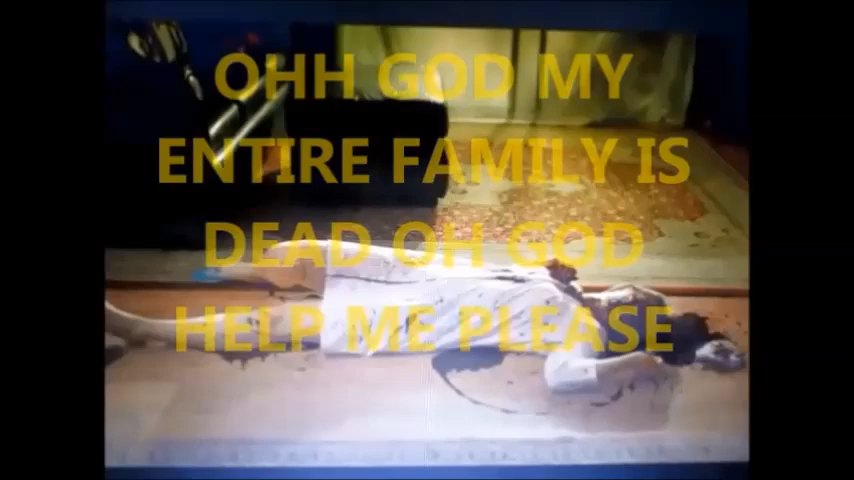 OHH GOD MY
ENTIRE FAMILY IS
DEAD OH GOD
HELP ME PLEASE